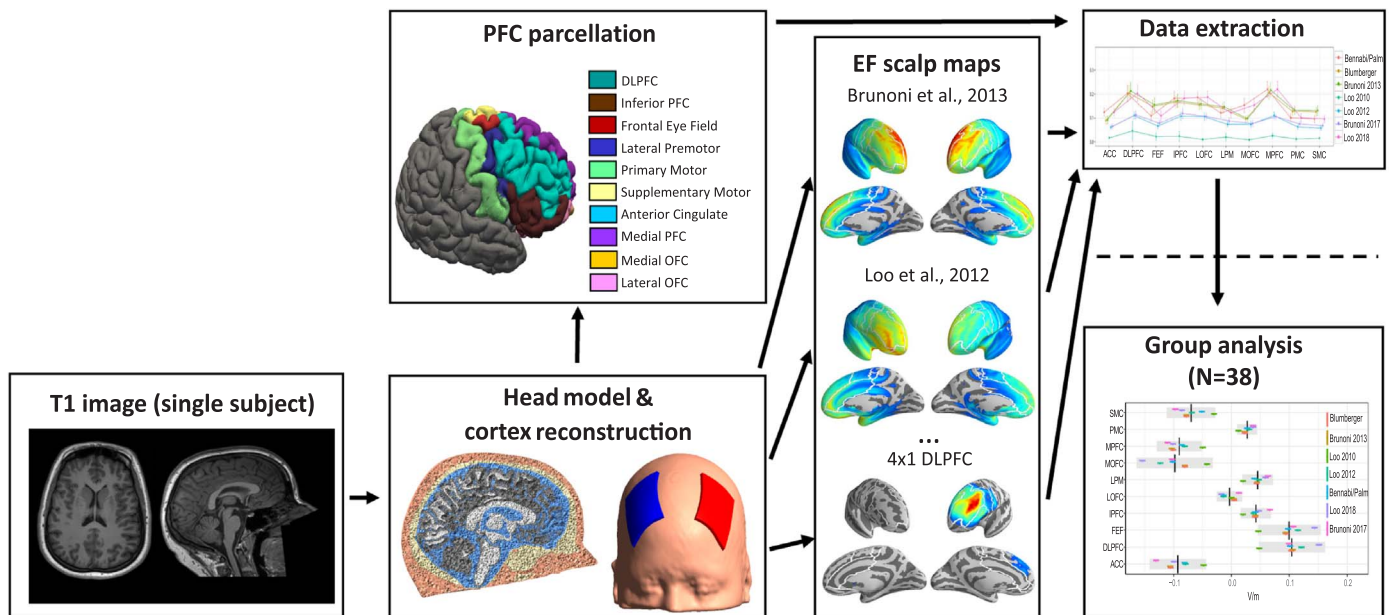 PFC parcellation
DLPFC
Inferior PFC
Frontal Eye Field
Lateral Premotor
Primary Motor
Supplementary Motor
Anterior Cingulate
Medial PFC
Medial OFC
Lateral OFC
T1 image (single subject)
Head model &
cortex reconstruction
EF scalp maps
Brunoni et al., 2013
Loo et al., 2012
...
4x1 DLPFC
Data extraction
Bennabi/Palm
Blumberger
Brunoni 2013
Loo 2010
Loo 2012
Brunoni 2017
Loo 2018
ACC DLPFC FEF IPFC LOFC LPM MOFC MPFC PMC SMC
Group analysis
(N=38)
SMC
PMC
MPFC
MOFC
LPM
LOFC
IPFC
FEF
DLPFC
ACC
Blumberger
Brunoni 2013
Loo 2010
Loo 2012
Bennabi/Palm
Loo 2018
Brunoni 2017
−0.1 0.0 0.1 0.2
V/m